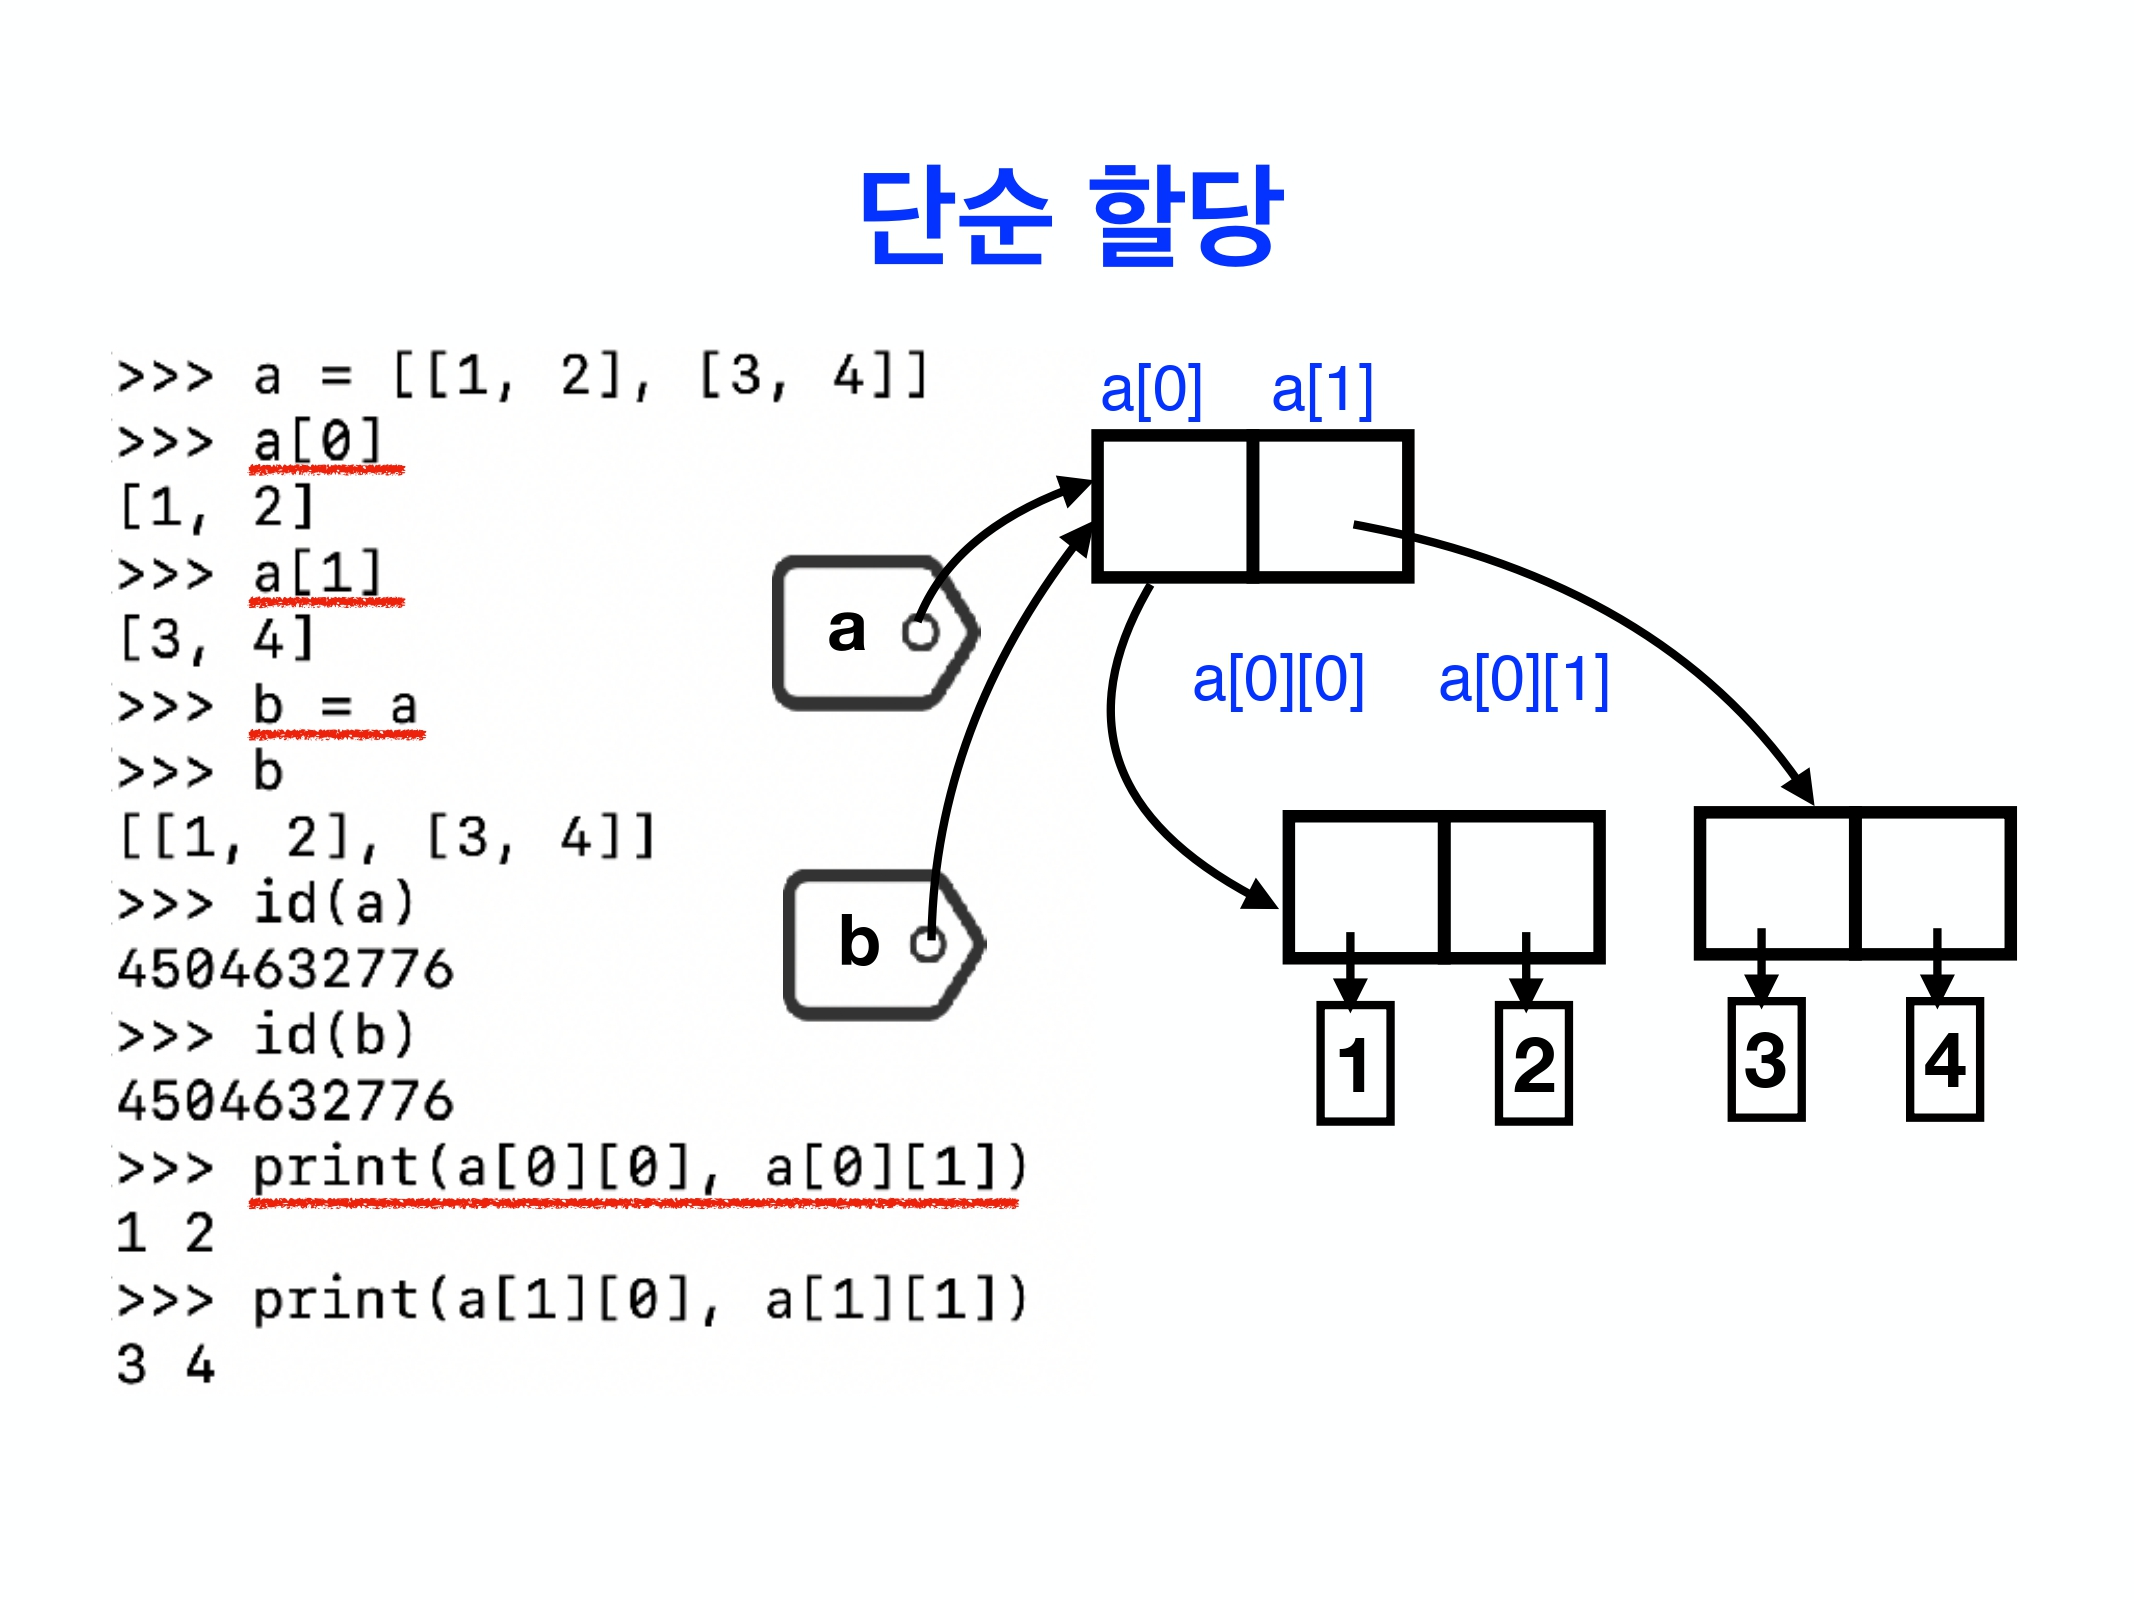 단순 할당
>>> a = [[1, 2], [3, 4]]
>>> a[0]
[1, 2]
>>> a[1]
[3, 4]
>>> b = a
>>> b
[[1, 2], [3, 4]]
>>> id(a)
4504632776
>>> id(b)
4504632776
>>> print(a[0][0], a[0][1])
1 2
>>> print(a[1][0], a[1][1])
3 4
a[0] a[1]
a
a[0][0] a[0][1]
b
1 2 3 4